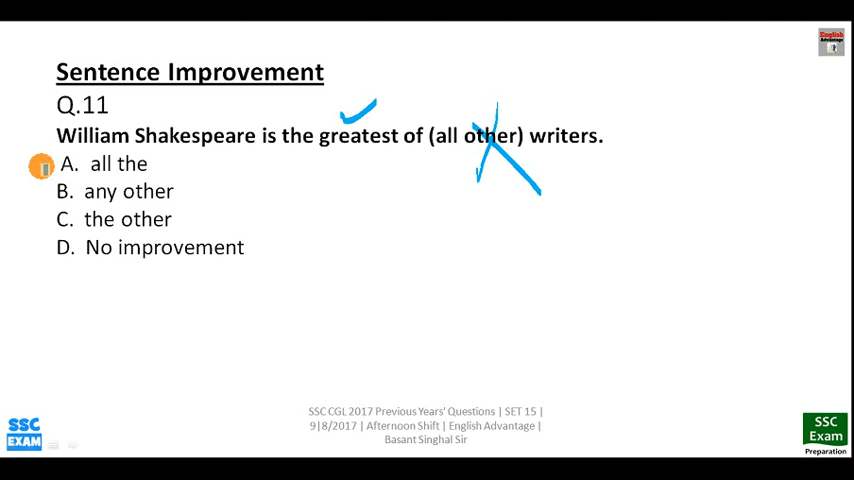 English
Advantage
Sentence Improvement
Q.11
William Shakespeare is the greatest of (all other) writers.
A. all the
B. any other
C. the other
D. No improvement
SSC CGL 2017 Previous Years' Questions | SET 15 |
9|8/2017 | Afternoon Shift | English Advantage |
Basant Singhal Sir
SSC
EXAM
SSC
Exam
Preparation